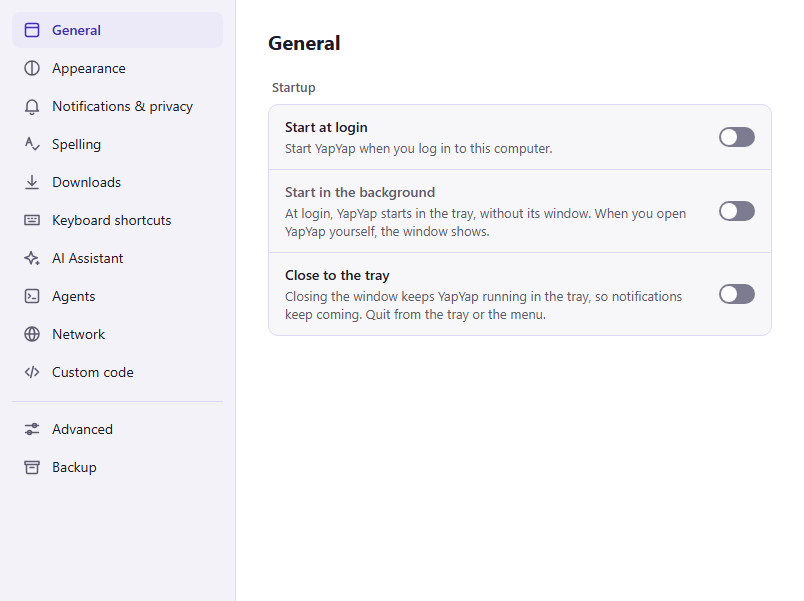 General
Appearance
Notifications & privacy
Spelling
Downloads
Keyboard shortcuts
AI Assistant
Agents
Network
Custom code
Advanced
Backup
General
Startup
Start at login
Start YapYap when you log in to this computer.
Start in the background
At login, YapYap starts in the tray, without its window. When you open
YapYap yourself, the window shows.
Close to the tray
Closing the window keeps YapYap running in the tray, so notifications
keep coming. Quit from the tray or the menu.